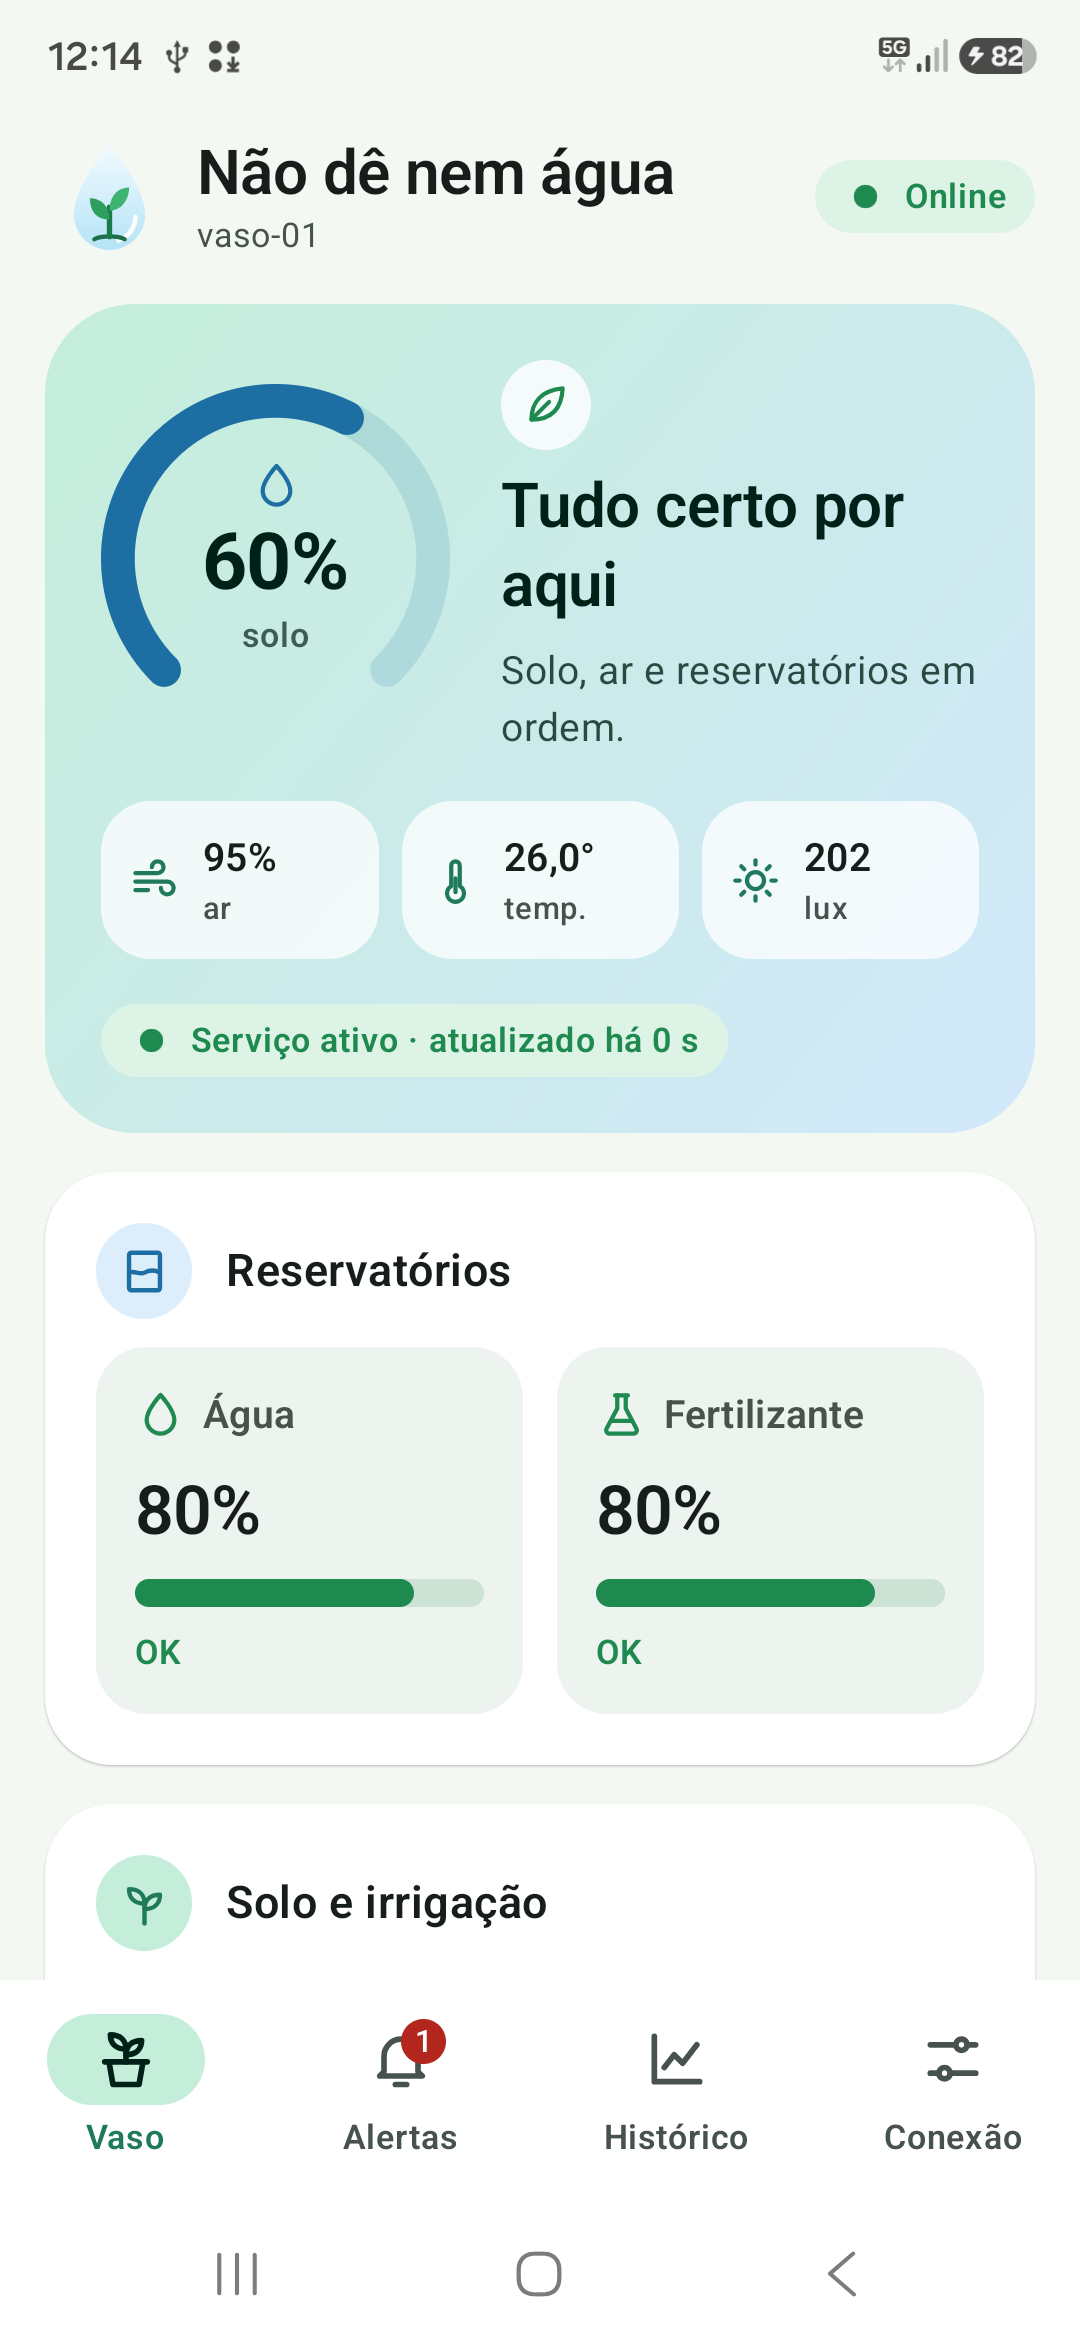 12:14
5G
82
Não dê nem água
vaso-01
Online
60%
solo
Tudo certo por
aqui
Solo, ar e reservatórios em
ordem.
95%
ar
26,0°
temp.
202
lux
Serviço ativo · atualizado há 0 s
Reservatórios
Água
80%
OK
Fertilizante
80%
OK
Solo e irrigação
Vaso
1
Alertas
Histórico
Conexão